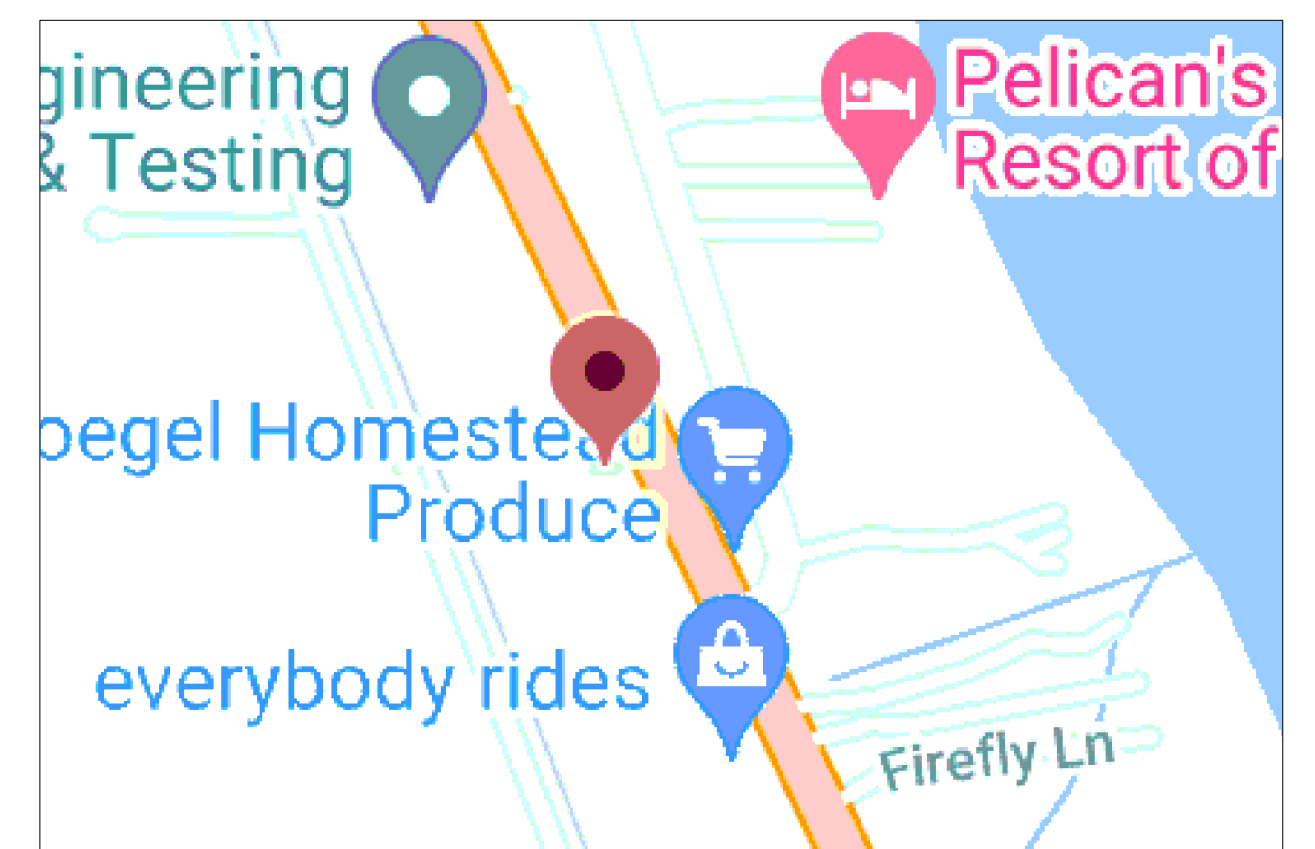 gineering
& Testing
Pelican's
Resort of
oegel Homestead
Produce
everybody rides
Firefly Ln